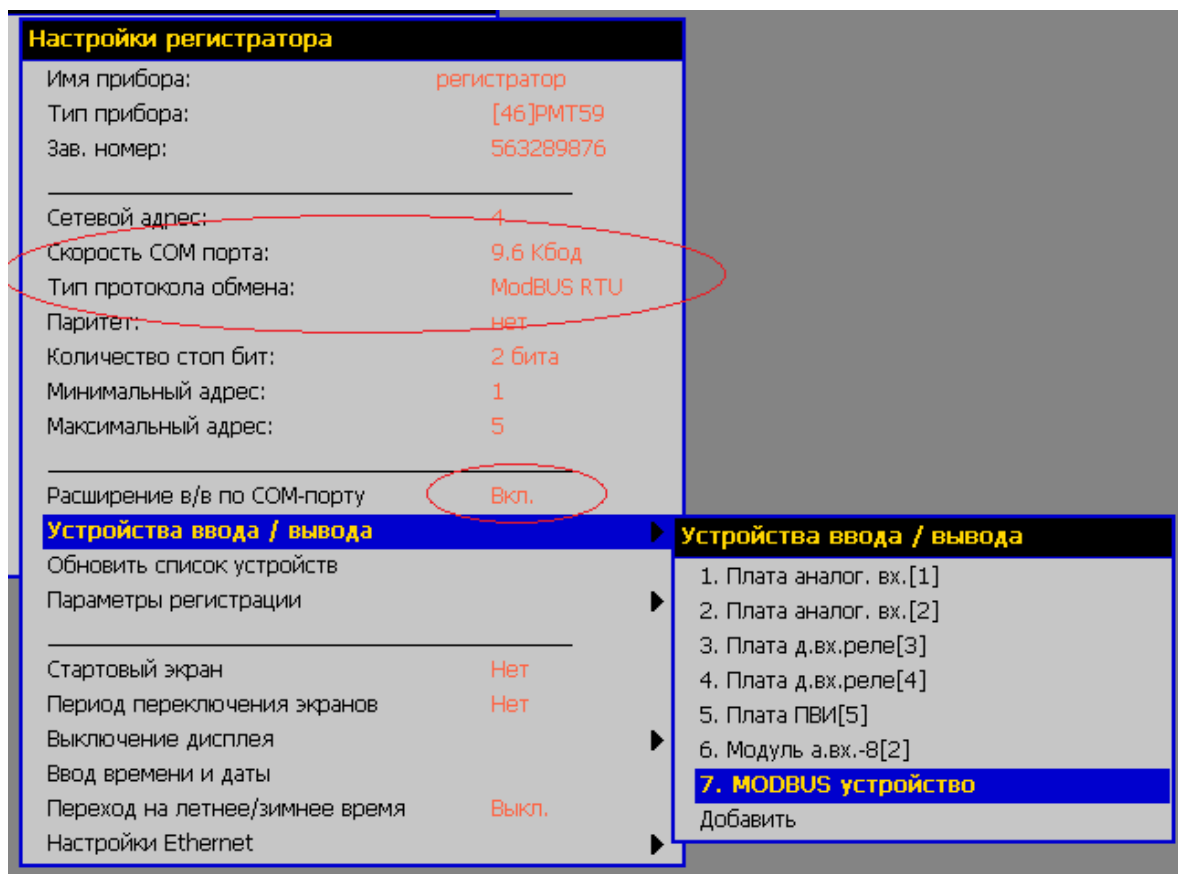 Настройки регистратора
Имя прибора: регистратор
Тип прибора: [46]РМТ59
Зав. номер: 563289876
Сетевой адрес: 4
Скорость COM порта: 9.6 Кбод
Тип протокола обмена: ModBUS RTU
Паритет: нет
Количество стоп бит: 2 бита
Минимальный адрес: 1
Максимальный адрес: 5
Расширение в/в по COM-порту Вкл.
Устройства ввода / вывода
Обновить список устройств
Параметры регистрации
Стартовый экран Нет
Период переключения экранов Нет
Выключение дисплея
Ввод времени и даты
Переход на летнее/зимнее время Выкл.
Настройки Ethernet
Устройства ввода / вывода
1. Плата аналог. вх.[1]
2. Плата аналог. вх.[2]
3. Плата д.вх.реле[3]
4. Плата д.вх.реле[4]
5. Плата ПВИ[5]
6. Модуль а.вх.-8[2]
7. MODBUS устройство
Добавить